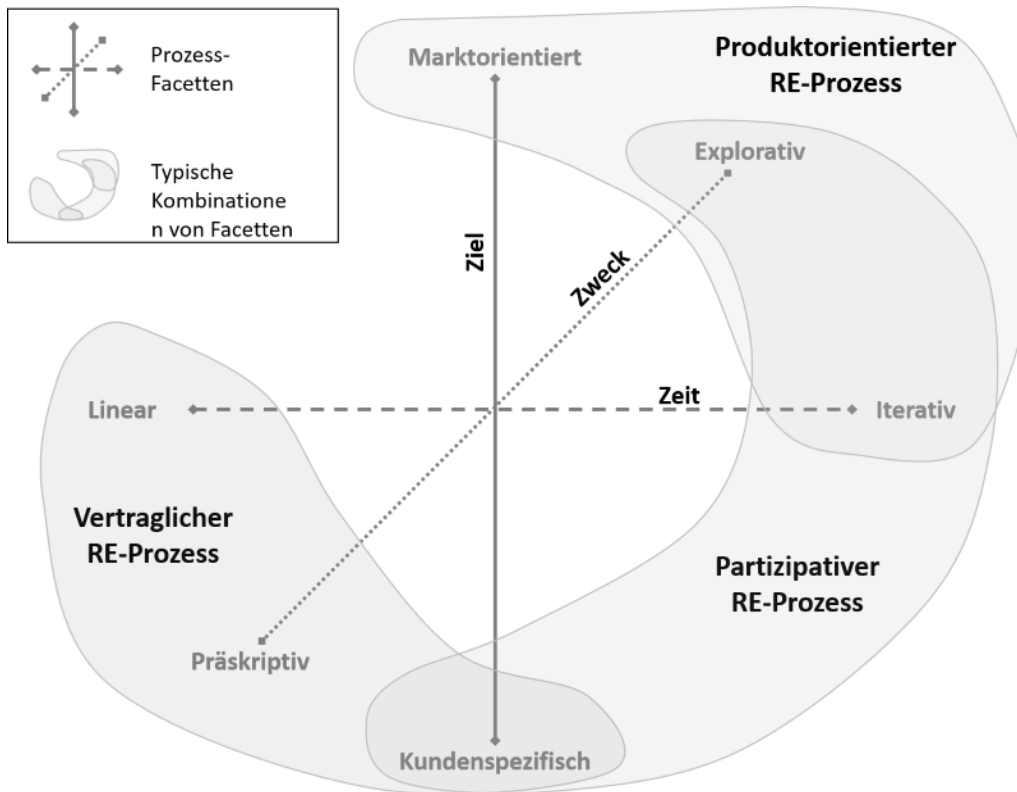 Prozess-
Facetten
Typische
Kombinatione
n von Facetten
Marktorientiert
Produktorientierter
RE-Prozess
Explorativ
Ziel
Zweck
Linear
Zeit
Iterativ
Vertraglicher
RE-Prozess
Partizipativer
RE-Prozess
Präskriptiv
Kundenspezifisch